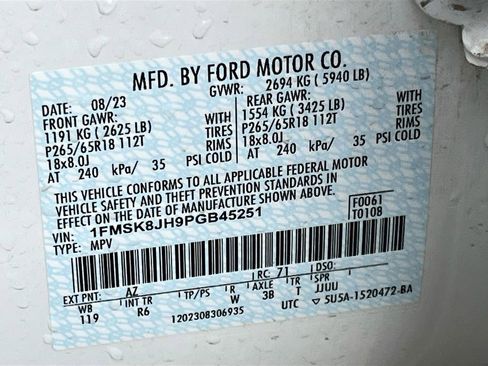 MFD. BY FORD MOTOR CO.
DATE: 08/23 GVWR: 2694 KG ( 5940 LB)
FRONT GAWR: REAR GAWR:
1191 KG ( 2625 LB) WITH 1554 KG ( 3425 LB) WITH
P265/65R18 112T TIRES P265/65R18 112T TIRES
18x8.0J RIMS 18x8.0J RIMS
AT 240 kPa/ 35 PSI COLD AT 240 kPa/ 35 PSI COLD
THIS VEHICLE CONFORMS TO ALL APPLICABLE FEDERAL MOTOR
VEHICLE SAFETY AND THEFT PREVENTION STANDARDS IN
EFFECT ON THE DATE OF MANUFACTURE SHOWN ABOVE.
VIN: 1FMSK8JH9PGB45251 F0061
TYPE: MPV T0108
EXT PNT: AZ RC: 71 DSO:
WB INT TR TP/PS R AXLE TR SPR
119 R6 W 3B T JJUU
1202308306935 UTC 5U5A-1520472-BA